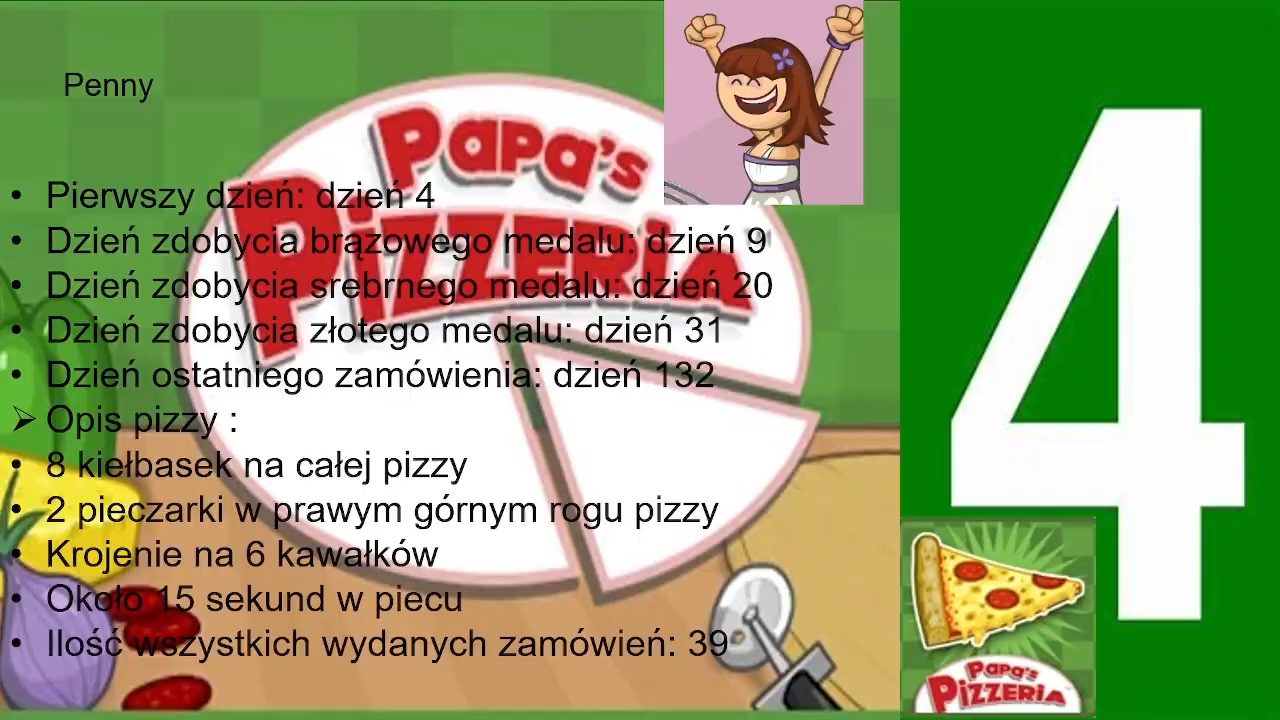 Penny
Papa's
Pizzeria
• Pierwszy dzień: dzień 4
• Dzień zdobycia brązowego medalu: dzień 9
• Dzień zdobycia srebrnego medalu: dzień 20
• Dzień zdobycia złotego medalu: dzień 31
• Dzień ostatniego zamówienia: dzień 132
➢ Opis pizzy :
• 8 kiełbasek na całej pizzy
• 2 pieczarki w prawym górnym rogu pizzy
• Krojenie na 6 kawałków
• Około 15 sekund w piecu
• Ilość wszystkich wydanych zamówień: 39
4
Papa's
Pizzeria